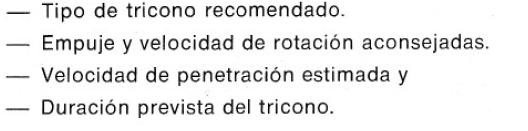 — Tipo de tricono recomendado.
— Empuje y velocidad de rotación aconsejadas.
— Velocidad de penetración estimada y
— Duración prevista del tricono.